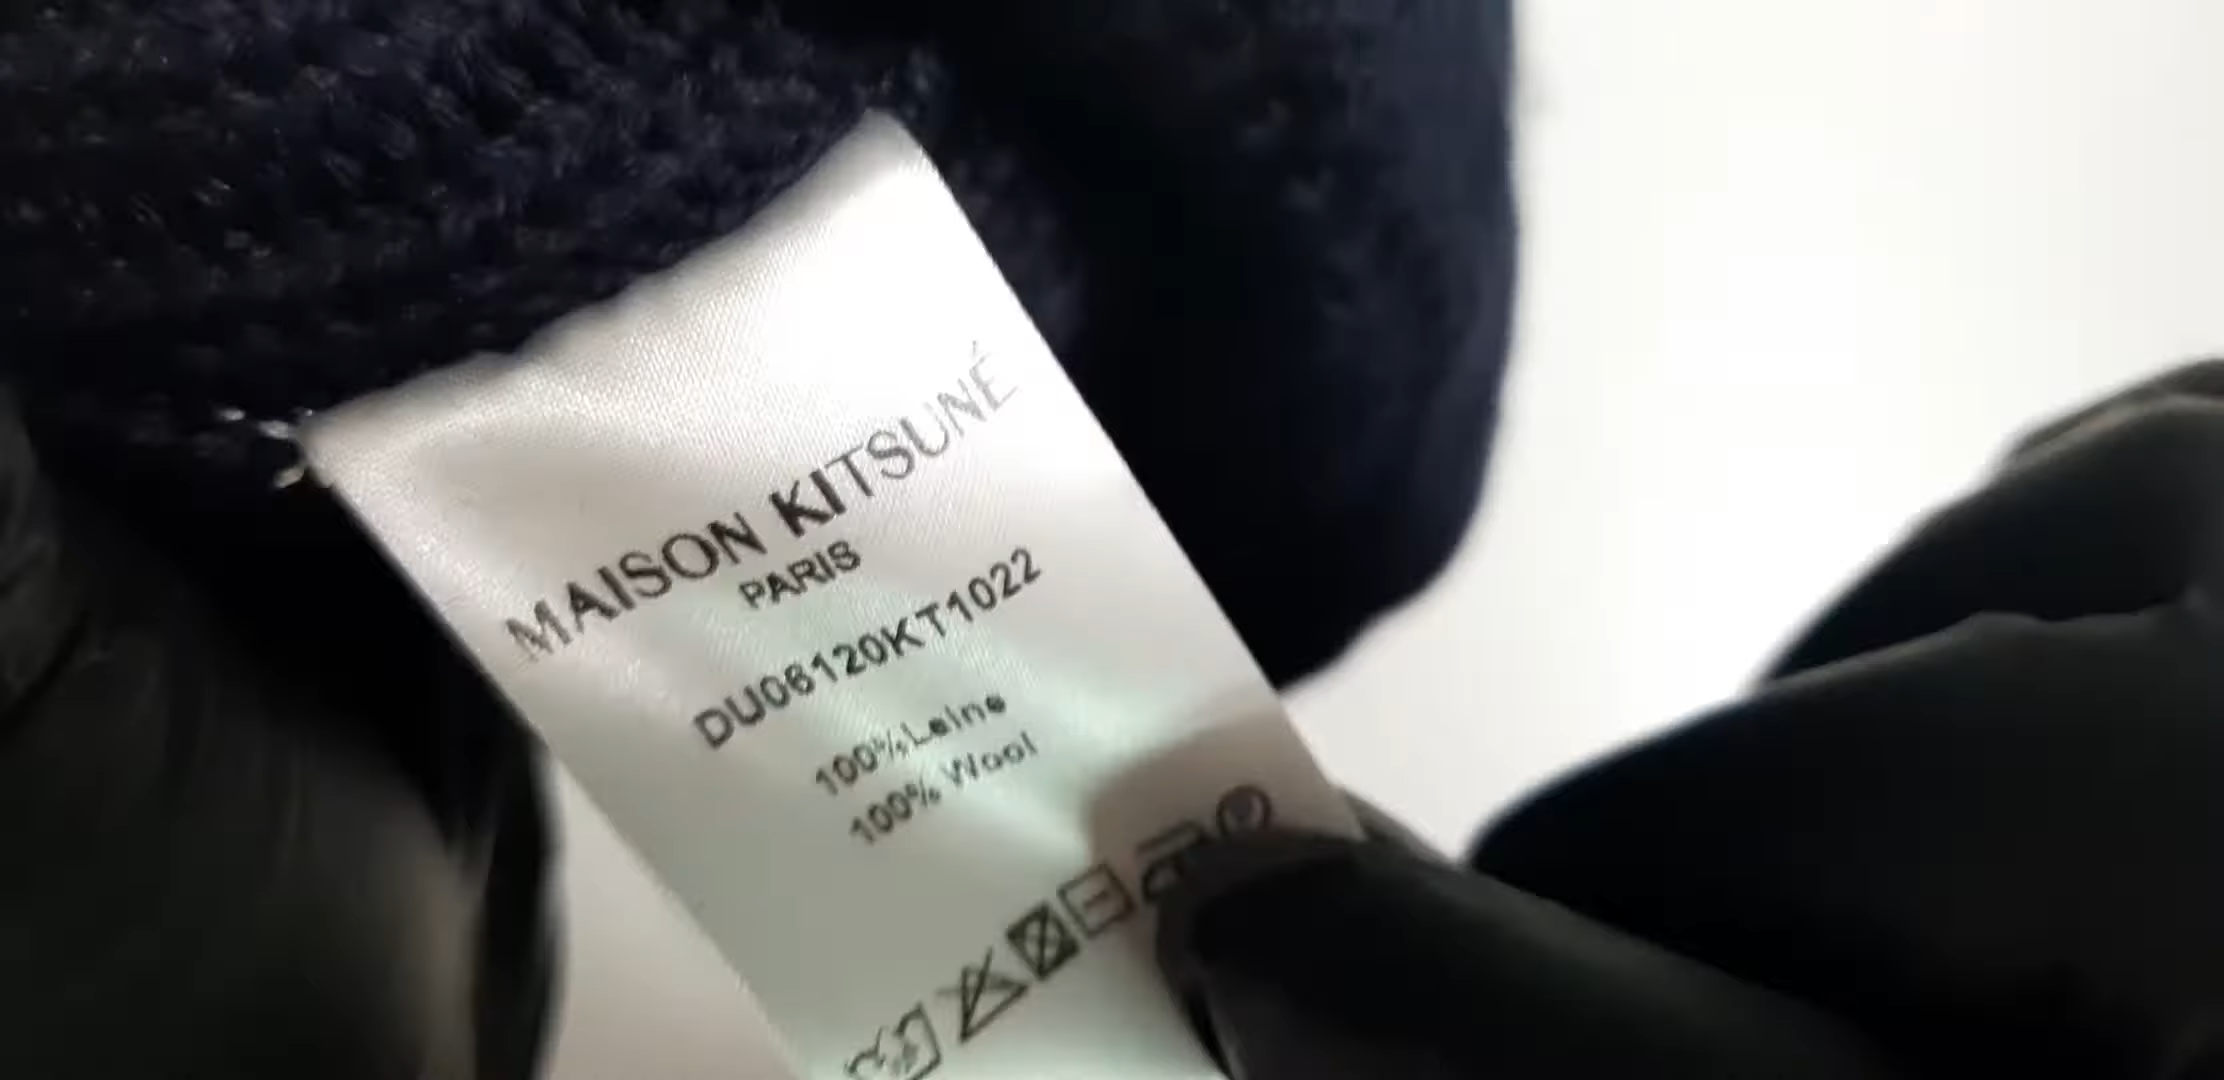 MAISON KITSUNÉ
PARIS
DU06120KT1022
100% Laine
100% Wool